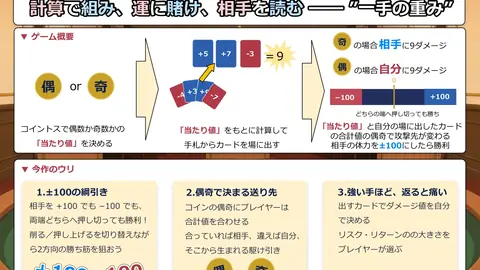 計算で組み、運に賭け、相手を読む —— “一手の重み”
▼ ゲーム概要
偶 or 奇
コイントスで偶数か奇数かの
「当たり値」を決める
+5 +7 -3 = 9
-4 +3 +9 -7
「当たり値」をもとに計算して
手札からカードを場に出す
奇 の場合 相手に9ダメージ
偶 の場合 自分に9ダメージ
−100 +100
どちらの端へ押し切っても勝ち
「当たり値」と自分の場に出したカード
の合計値の偶奇で攻撃先が変わる
相手の体力を±100にしたら勝利
▼ 今作のウリ
1.±100の綱引き
相手を +100 でも −100 でも、
両端どちらへ押し切っても勝利！
削る／押し上げるを切り替えなが
ら2方向の勝ち筋を狙おう
2.偶奇で決まる送り先
コインの偶奇にプレイヤーは
合計値を合わせる
合っていれば相手、違えば自分、
そこから生まれる駆け引き
偶 奇
3.強い手ほど、返ると痛い
出すカードでダメージ値を自分
で決める
リスク・リターンのの大きさを
プレイヤーが選ぶ